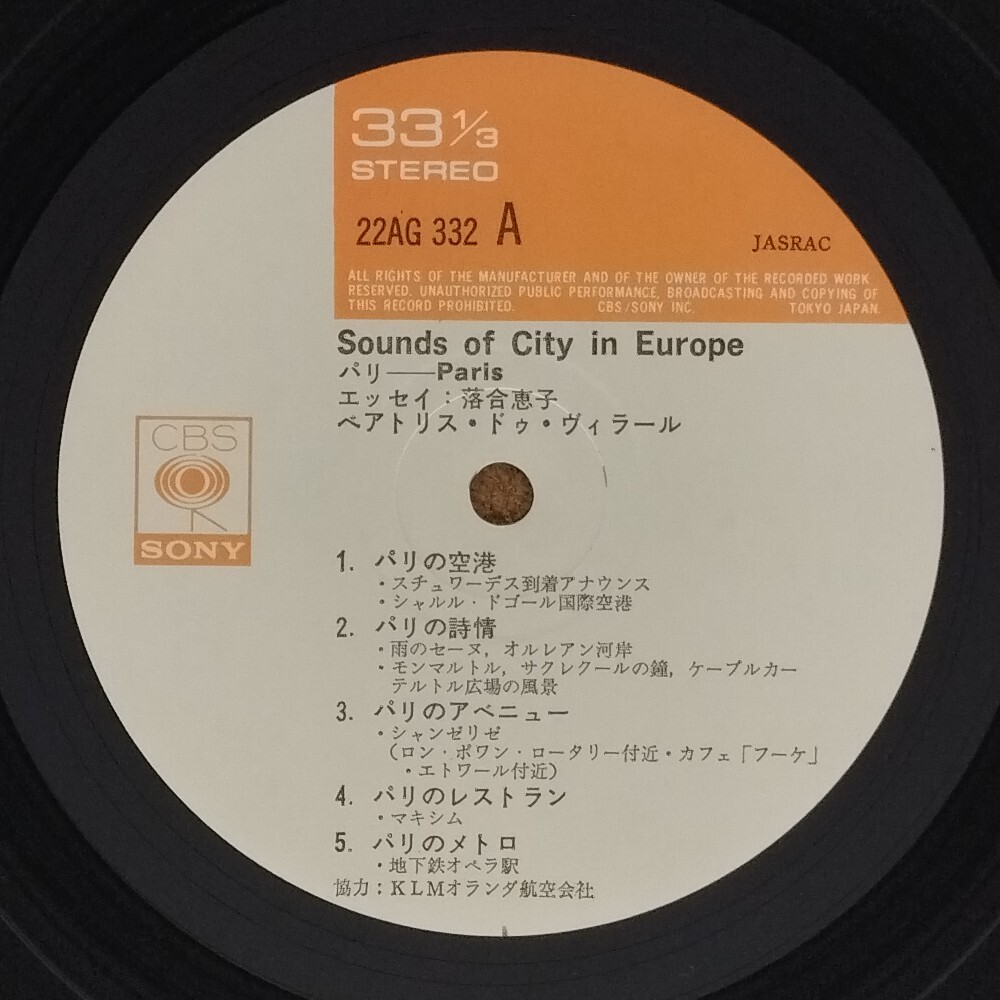 33 1/3
STEREO
22AG 332 A
JASRAC
ALL RIGHTS OF THE MANUFACTURER AND OF THE OWNER OF THE RECORDED WORK
RESERVED. UNAUTHORIZED PUBLIC PERFORMANCE, BROADCASTING AND COPYING OF
THIS RECORD PROHIBITED. CBS/SONY INC. TOKYO JAPAN.
Sounds of City in Europe
パリ──Paris
エッセイ：落合恵子
ベアトリス・ドゥ・ヴィラール
CBS
SONY
1. パリの空港
・スチュワーデス到着アナウンス
・シャルル・ドゴール国際空港
2. パリの詩情
・雨のセーヌ，オルレアン河岸
・モンマルトル，サクレクールの鐘，ケーブルカー
テルトル広場の風景
3. パリのアベニュー
・シャンゼリゼ
（ロン・ポワン・ロータリー付近・カフェ「フーケ」
・エトワール付近）
4. パリのレストラン
・マキシム
5. パリのメトロ
・地下鉄オペラ駅
協力：KLMオランダ航空会社